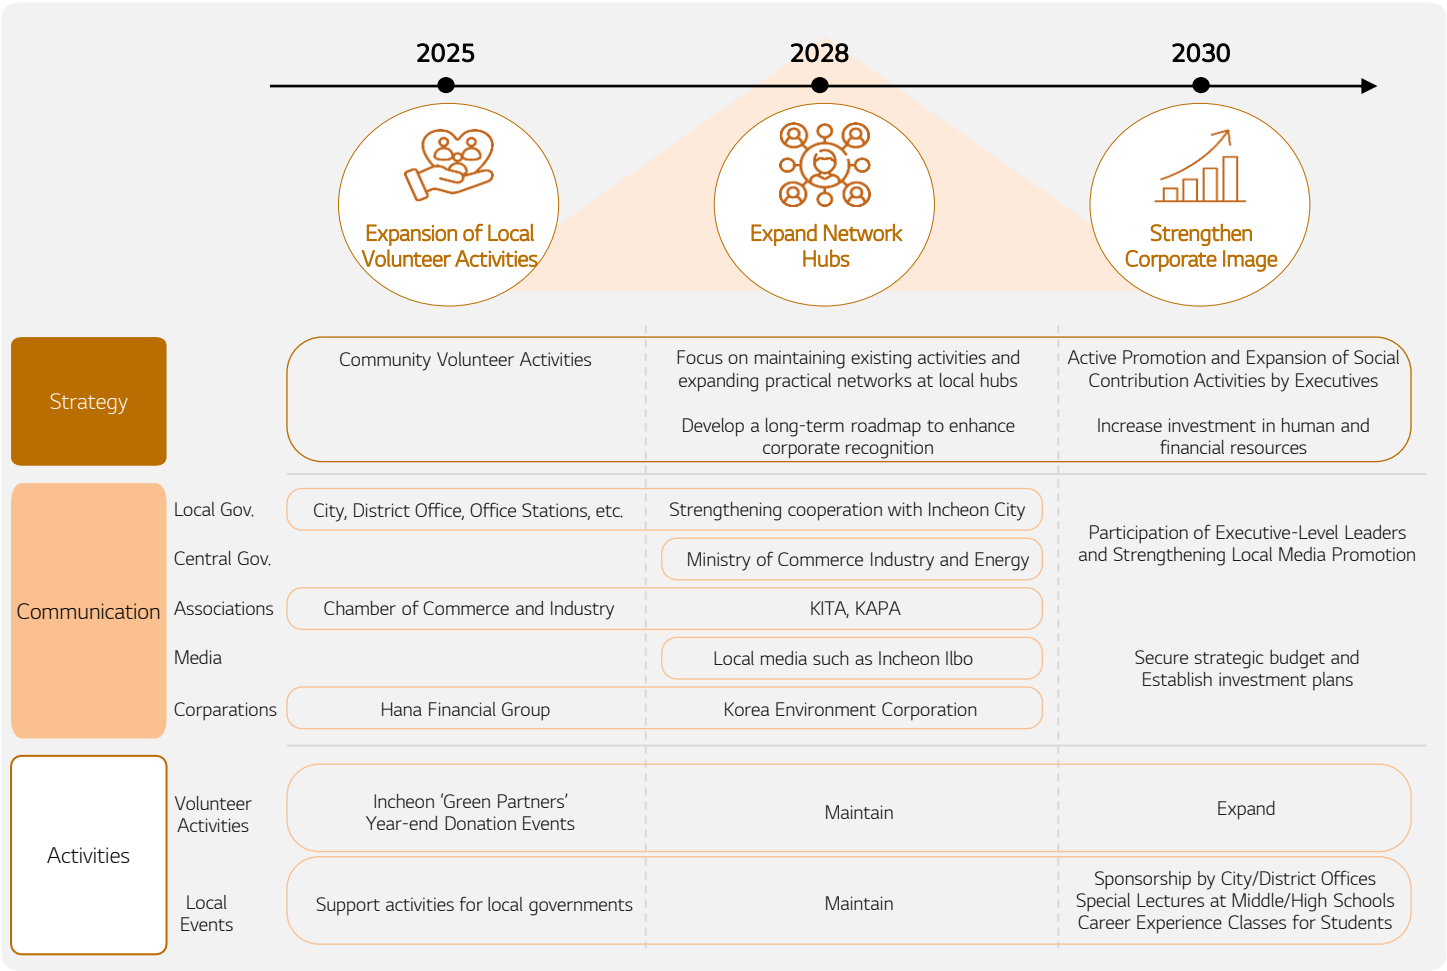 2025
2028
2030
Expansion of Local
Volunteer Activities
Expand Network
Hubs
Strengthen
Corporate Image
Strategy
Community Volunteer Activities
Focus on maintaining existing activities and
expanding practical networks at local hubs
Develop a long-term roadmap to enhance
corporate recognition
Active Promotion and Expansion of Social
Contribution Activities by Executives
Increase investment in human and
financial resources
Communication
Local Gov.
City, District Office, Office Stations, etc.
Strengthening cooperation with Incheon City
Central Gov.
Ministry of Commerce Industry and Energy
Associations
Chamber of Commerce and Industry
KITA, KAPA
Media
Local media such as Incheon Ilbo
Corparations
Hana Financial Group
Korea Environment Corporation
Participation of Executive-Level Leaders
and Strengthening Local Media Promotion
Secure strategic budget and
Establish investment plans
Activities
Volunteer
Activities
Incheon ‘Green Partners’
Year-end Donation Events
Maintain
Expand
Local
Events
Support activities for local governments
Maintain
Sponsorship by City/District Offices
Special Lectures at Middle/High Schools
Career Experience Classes for Students